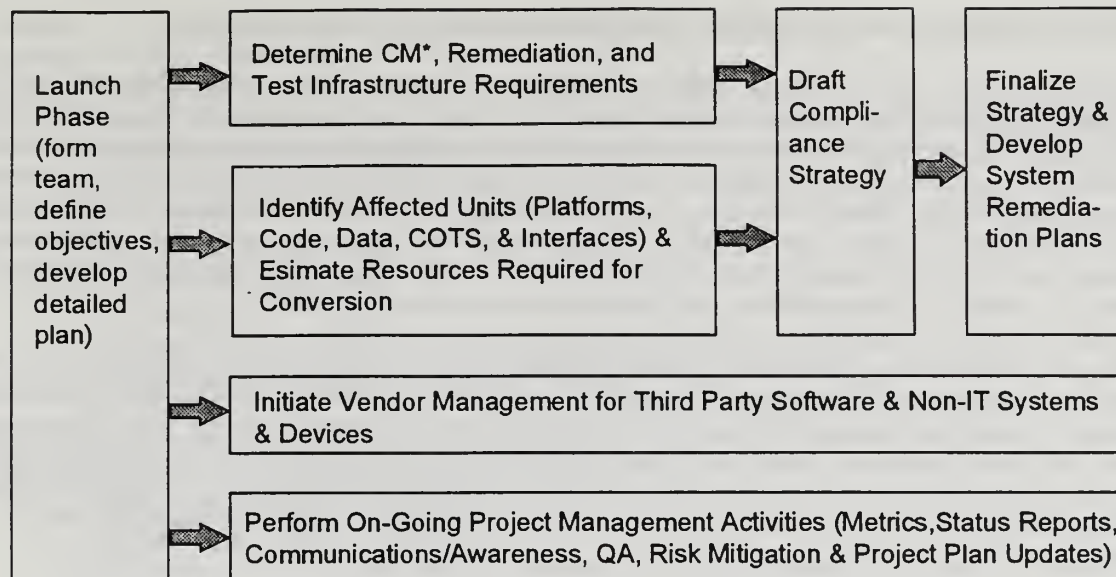 Launch
Phase
(form
team,
define
objectives,
develop
detailed
plan)
Determine CM*, Remediation, and
Test Infrastructure Requirements
Identify Affected Units (Platforms,
Code, Data, COTS, & Interfaces) &
Esimate Resources Required for
Conversion
Draft
Compli-
ance
Strategy
Finalize
Strategy &
Develop
System
Remedia-
tion Plans
Initiate Vendor Management for Third Party Software & Non-IT Systems
& Devices
Perform On-Going Project Management Activities (Metrics,Status Reports,
Communications/Awareness, QA, Risk Mitigation & Project Plan Updates)